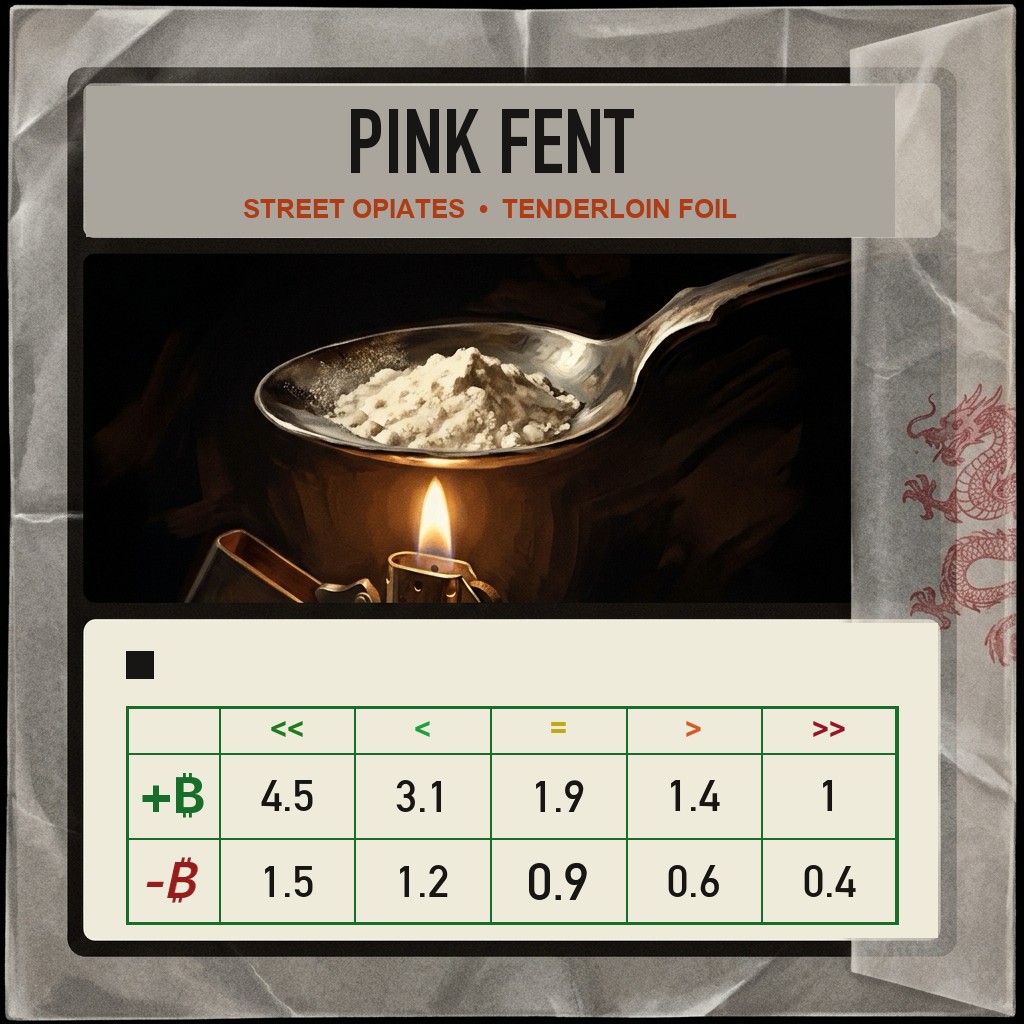 PINK FENT
STREET OPIATES • TENDERLOIN FOIL
<< < = > >>
+₿ 4.5 3.1 1.9 1.4 1
-₿ 1.5 1.2 0.9 0.6 0.4